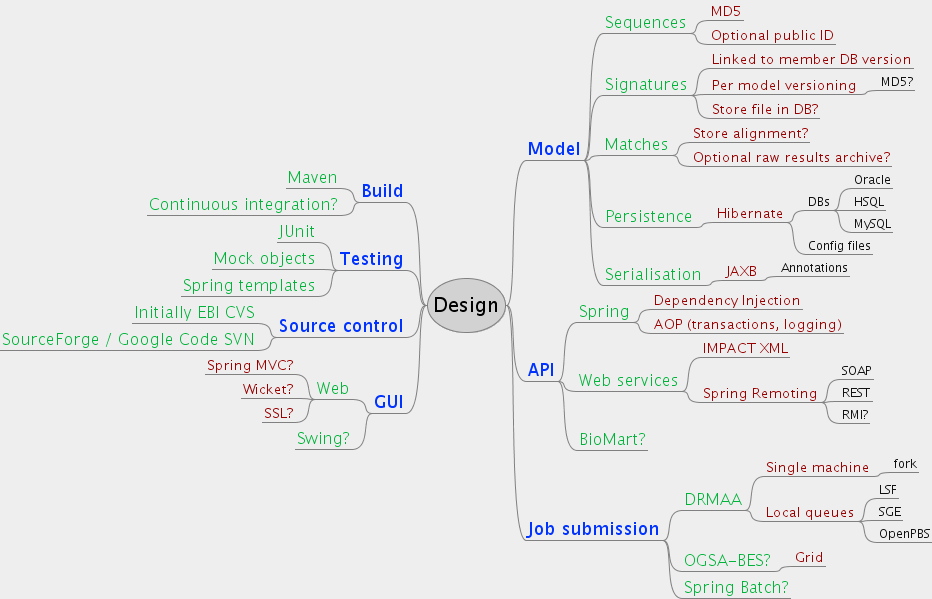 Design
Model
Sequences
MD5
Optional public ID
Signatures
Linked to member DB version
Per model versioning
MD5?
Store file in DB?
Matches
Store alignment?
Optional raw results archive?
Persistence
Hibernate
DBs
Oracle
HSQL
MySQL
Config files
Serialisation
JAXB
Annotations
API
Spring
Dependency Injection
AOP (transactions, logging)
Web services
IMPACT XML
Spring Remoting
SOAP
REST
RMI?
BioMart?
Job submission
DRMAA
Single machine
fork
Local queues
LSF
SGE
OpenPBS
OGSA-BES?
Grid
Spring Batch?
Build
Maven
Continuous integration?
Testing
JUnit
Mock objects
Spring templates
Source control
Initially EBI CVS
SourceForge / Google Code SVN
GUI
Web
Spring MVC?
Wicket?
SSL?
Swing?